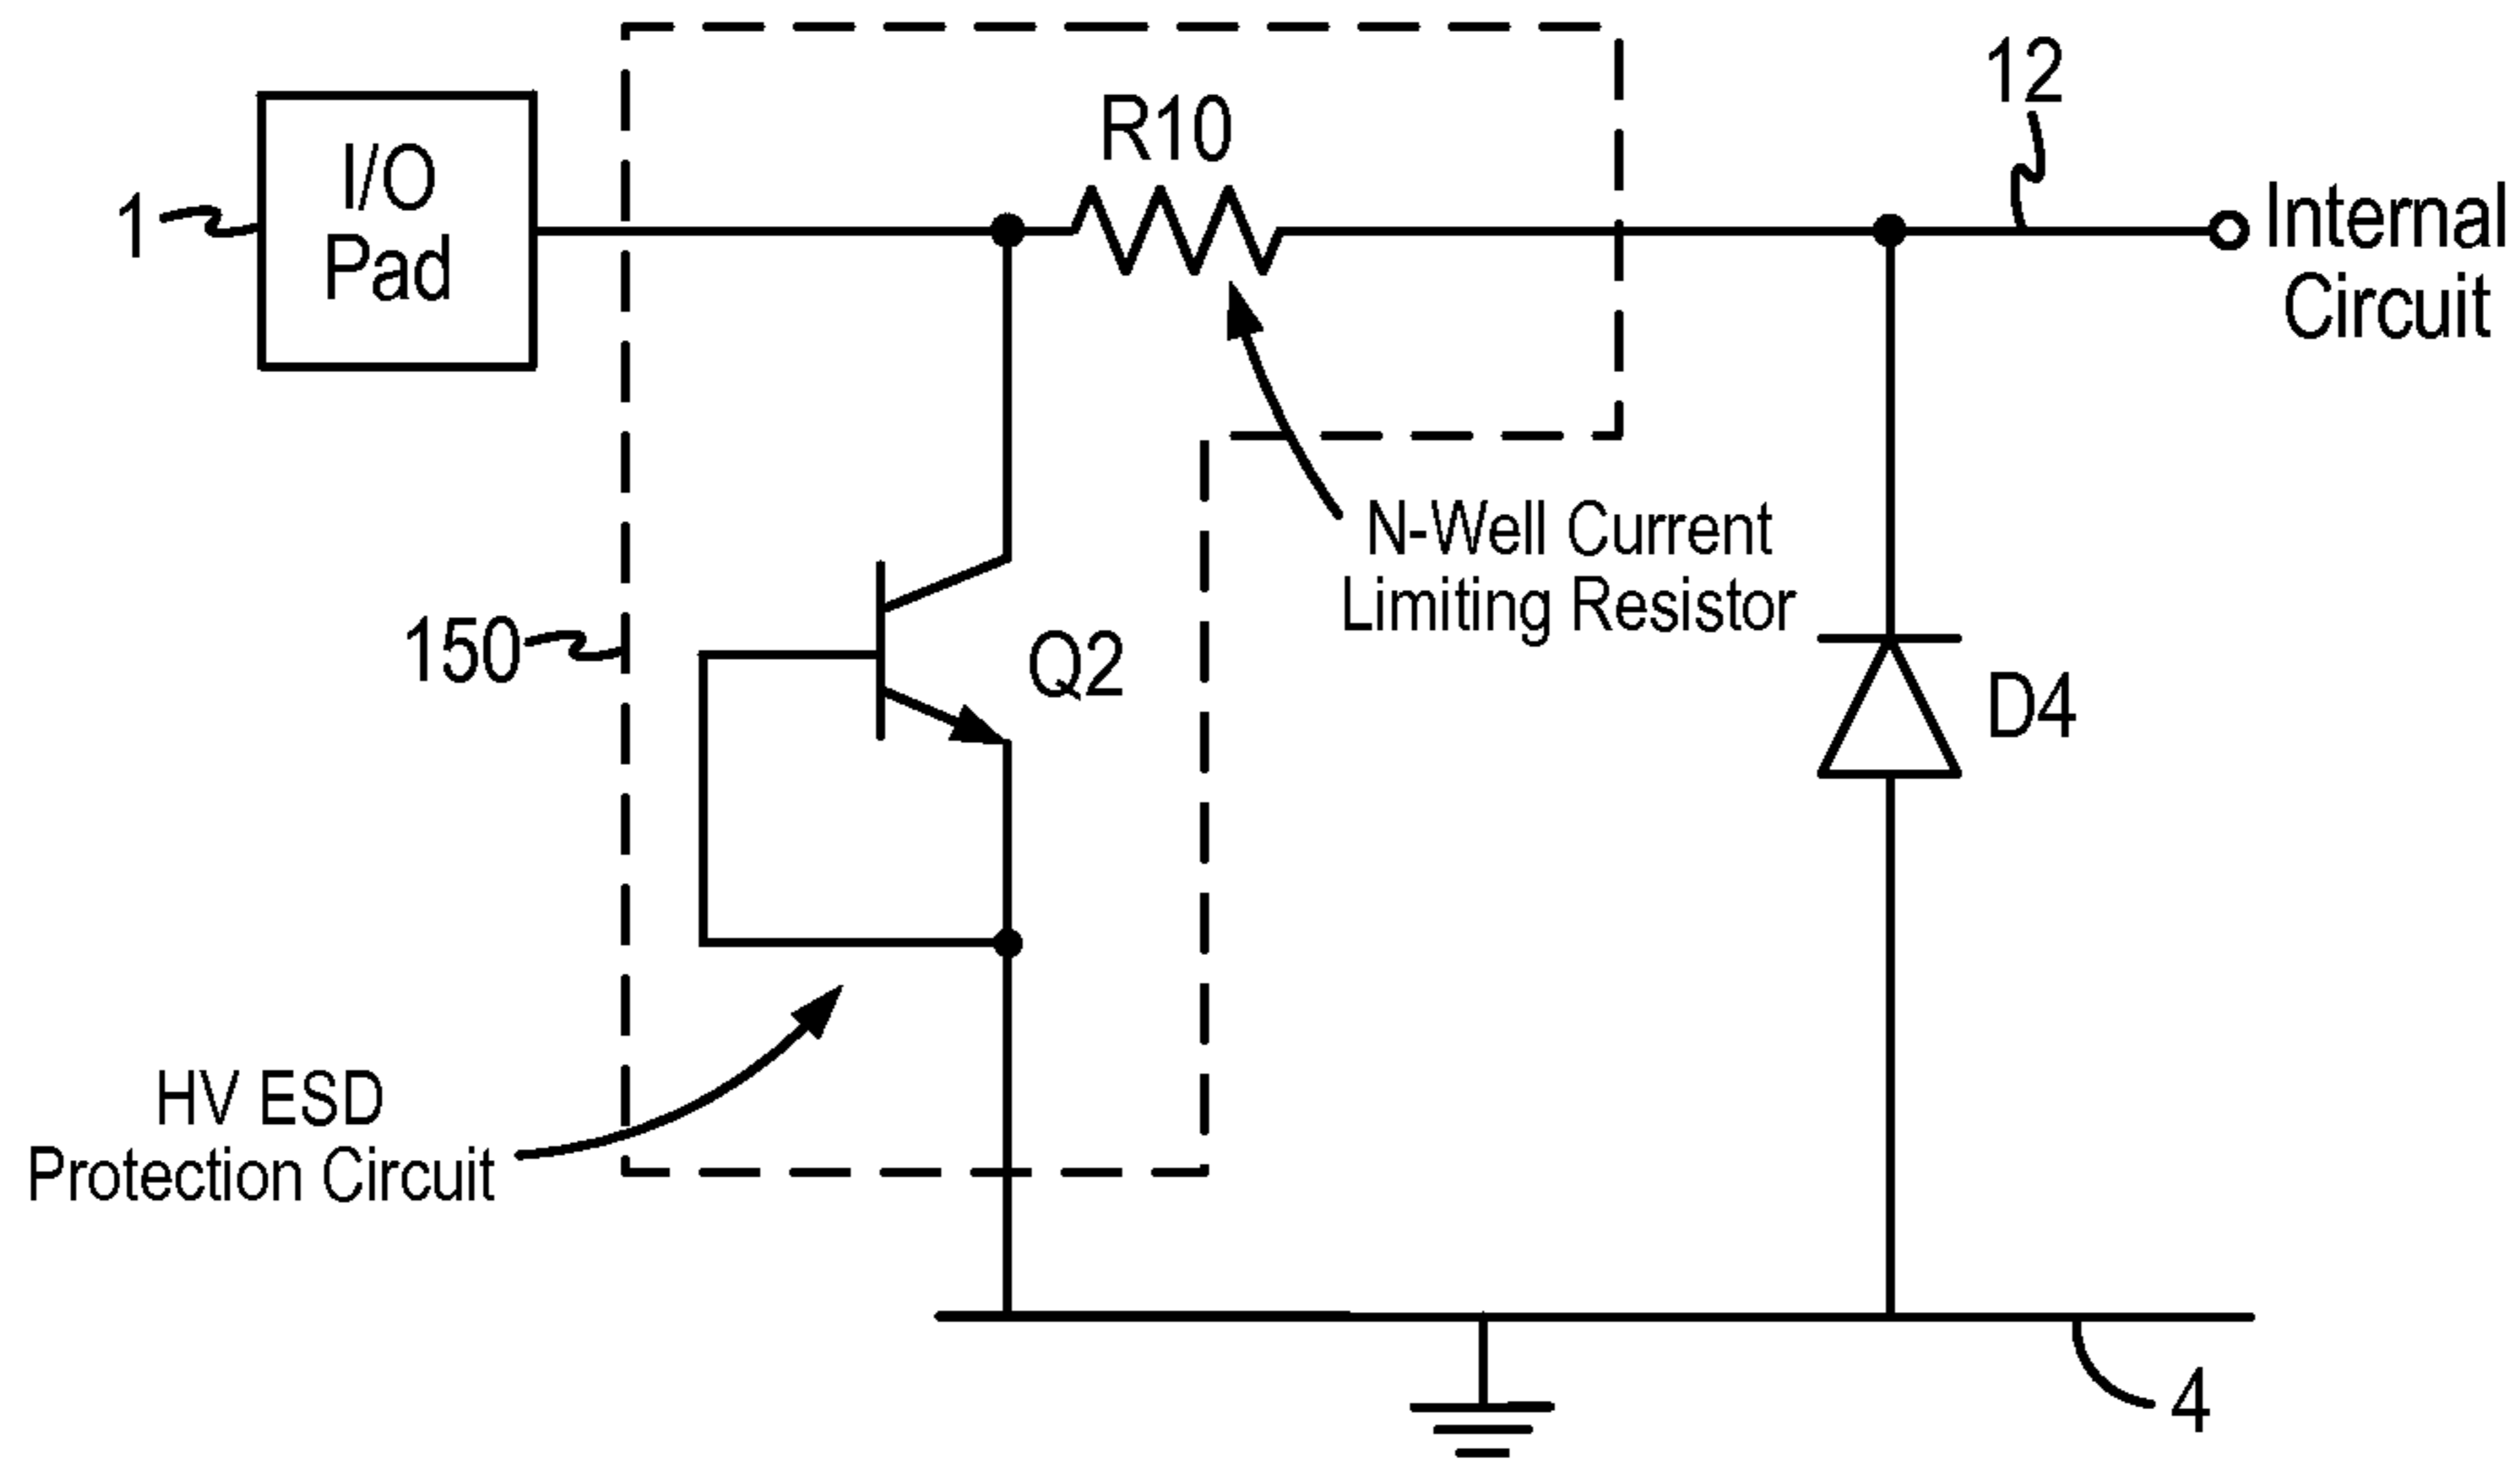 12
R10
I/O
Pad
1
Internal
Circuit
N-Well Current
Limiting Resistor
150
Q2
D4
HV ESD
Protection Circuit
4